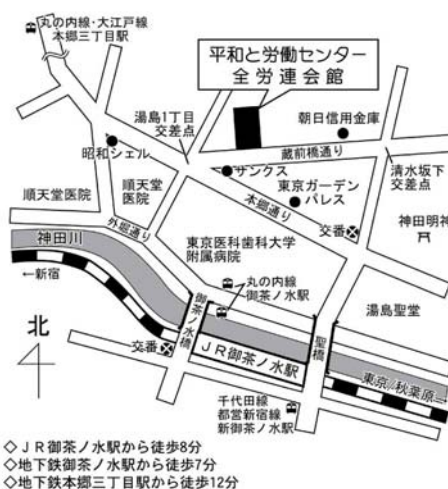 丸の内線・大江戸線
本郷三丁目駅
平和と労働センター
全労連会館
湯島1丁目
交差点
朝日信用金庫
昭和シェル
蔵前橋通り
サンクス
清水坂下
交差点
順天堂医院
順天堂
医院
本郷通り
東京ガーデン
パレス
神田明神
外堀通り
交番
神田川
東京医科歯科大学
附属病院
←新宿
丸の内線
御茶ノ水駅
湯島聖堂
御茶ノ水橋
聖橋
北
交番
JR御茶ノ水駅
東京/秋葉原→
千代田線
都営新宿線
新御茶ノ水駅
◇JR御茶ノ水駅から徒歩8分
◇地下鉄御茶ノ水駅から徒歩7分
◇地下鉄本郷三丁目駅から徒歩12分